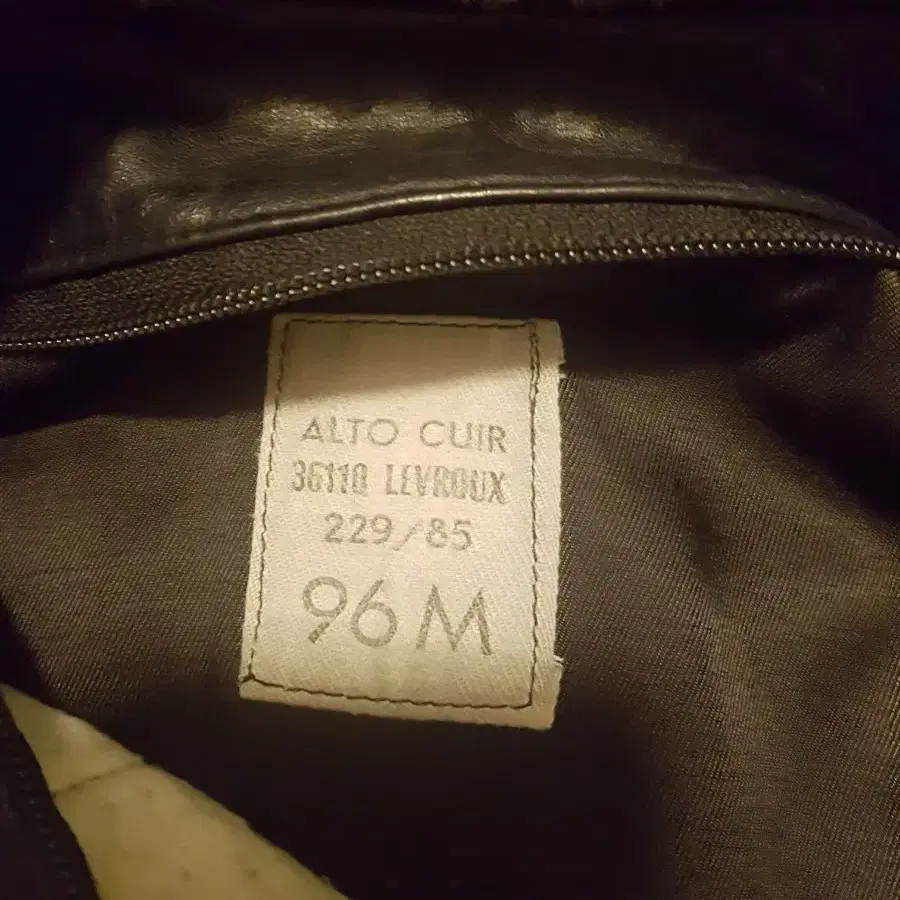 ALTO CUIR
36110 LEVROUX
229/85
96 M